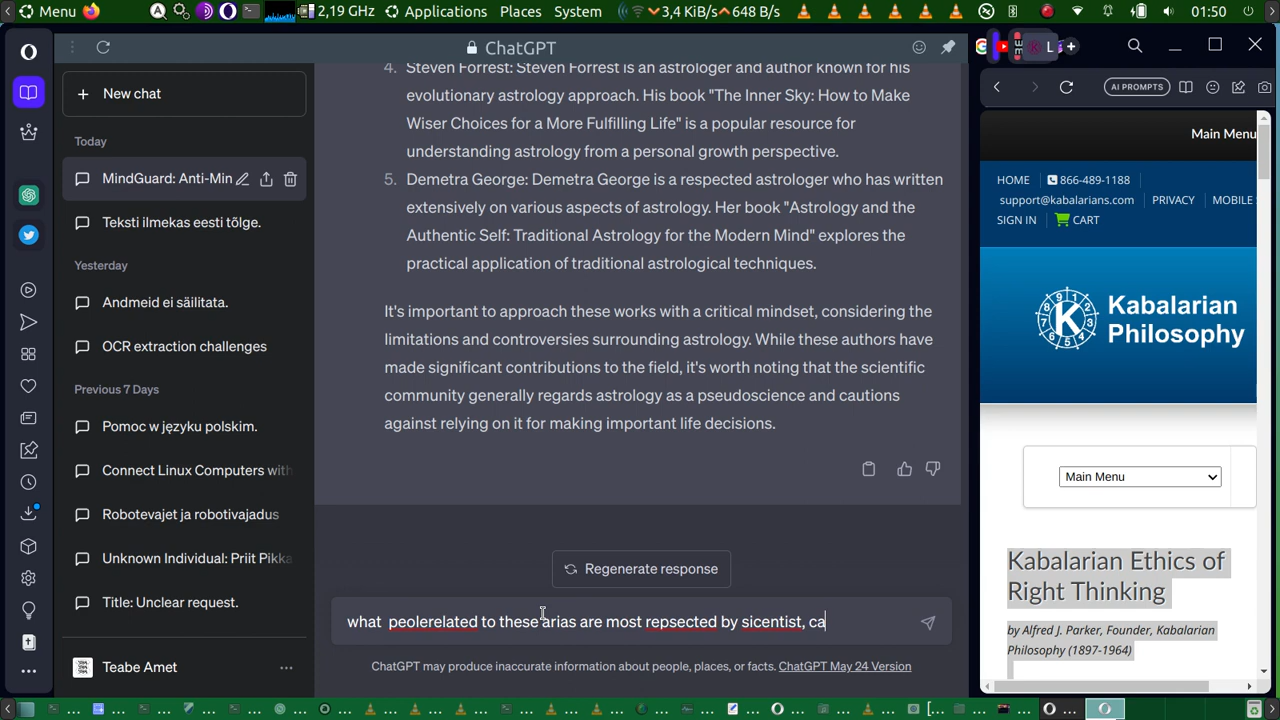 Menu 2,19 GHz Applications Places System 3,4 KiB/s 648 B/s 01:50
ChatGPT
New chat
Today
MindGuard: Anti-Min
Teksti ilmekas eesti tõlge.
Yesterday
Andmeid ei säilitata.
OCR extraction challenges
Previous 7 Days
Pomoc w języku polskim.
Connect Linux Computers with
Robotevajet ja robotivajadus
Unknown Individual: Priit Pikka
Title: Unclear request.
Teabe Amet
4. Steven Forrest: Steven Forrest is an astrologer and author known for his
evolutionary astrology approach. His book "The Inner Sky: How to Make
Wiser Choices for a More Fulfilling Life" is a popular resource for
understanding astrology from a personal growth perspective.
5. Demetra George: Demetra George is a respected astrologer who has written
extensively on various aspects of astrology. Her book "Astrology and the
Authentic Self: Traditional Astrology for the Modern Mind" explores the
practical application of traditional astrological techniques.
It's important to approach these works with a critical mindset, considering the
limitations and controversies surrounding astrology. While these authors have
made significant contributions to the field, it's worth noting that the scientific
community generally regards astrology as a pseudoscience and cautions
against relying on it for making important life decisions.
Regenerate response
what peolerelated to these arias are most repsected by sicentist, ca
ChatGPT may produce inaccurate information about people, places, or facts. ChatGPT May 24 Version
L
AI PROMPTS
Main Menu
HOME 866-489-1188
support@kabalarians.com PRIVACY MOBILE
SIGN IN CART
Kabalarian
Philosophy
Main Menu
Kabalarian Ethics of
Right Thinking
by Alfred J. Parker, Founder, Kabalarian
Philosophy (1897-1964)